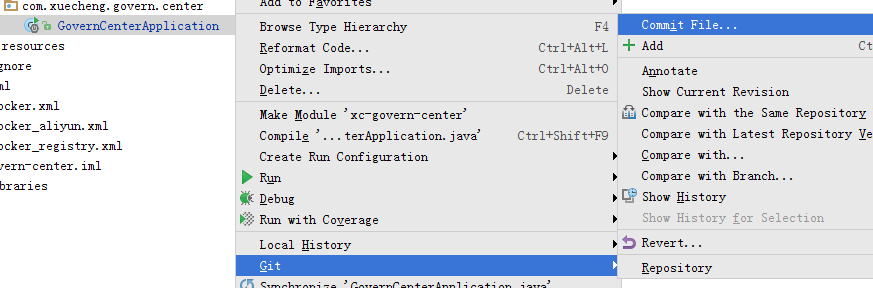 com.xuecheng.govern.center
GovernCenterApplication
resources
gnore
ml
ocker.xml
ocker_aliyun.xml
ocker_registry.xml
vern-center.iml
braries
Add to Favorites
Browse Type Hierarchy F4
Reformat Code... Ctrl+Alt+L
Optimize Imports... Ctrl+Alt+O
Delete... Delete
Make Module 'xc-govern-center'
Compile '...terApplication.java' Ctrl+Shift+F9
Create Run Configuration
Run
Debug
Run with Coverage
Local History
Git
Synchronize 'GovernCenterApplication.java'
Commit File...
Add Ct
Annotate
Show Current Revision
Compare with the Same Repository
Compare with Latest Repository Ve
Compare with...
Compare with Branch...
Show History
Show History for Selection
Revert...
Repository